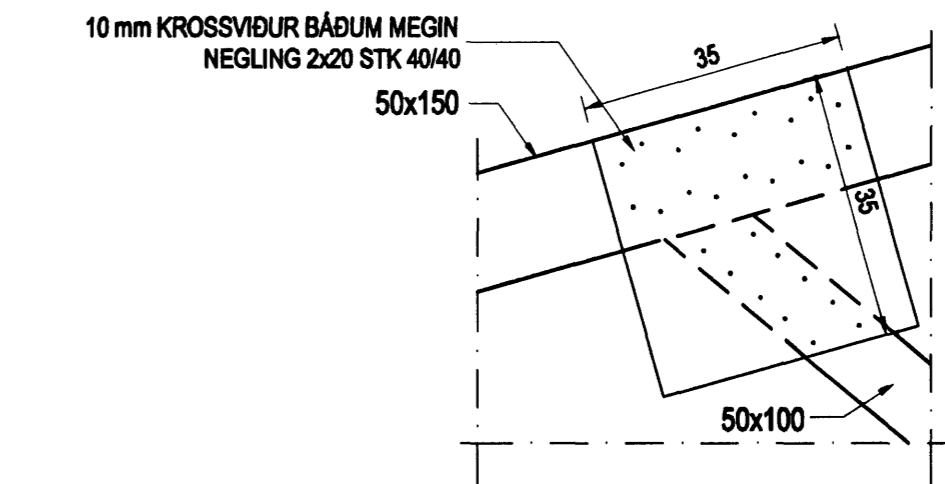 10 mm KROSSVIÐUR BÁÐUM MEGIN
NEGLING 2x20 STK 40/40
50x150
35
35
50x100